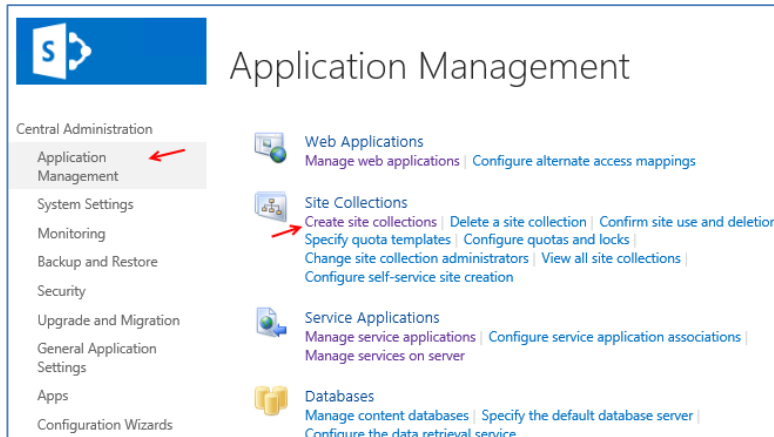 S
Application Management
Central Administration
Application
Management
System Settings
Monitoring
Backup and Restore
Security
Upgrade and Migration
General Application
Settings
Apps
Configuration Wizards
Web Applications
Manage web applications | Configure alternate access mappings
Site Collections
Create site collections | Delete a site collection | Confirm site use and deletion
Specify quota templates | Configure quotas and locks |
Change site collection administrators | View all site collections |
Configure self-service site creation
Service Applications
Manage service applications | Configure service application associations |
Manage services on server
Databases
Manage content databases | Specify the default database server |
Configure the data retrieval service